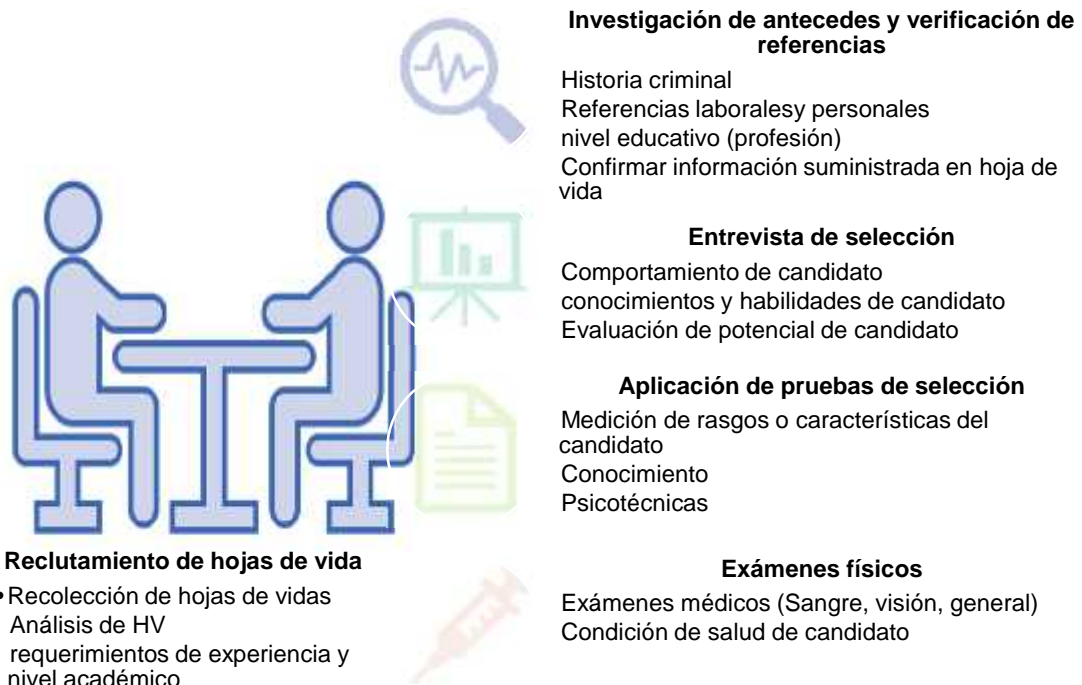 Investigación de antecedes y verificación de
referencias
Historia criminal
Referencias laboralesy personales
nivel educativo (profesión)
Confirmar información suministrada en hoja de
vida
Entrevista de selección
Comportamiento de candidato
conocimientos y habilidades de candidato
Evaluación de potencial de candidato
Aplicación de pruebas de selección
Medición de rasgos o características del
candidato
Conocimiento
Psicotécnicas
Exámenes físicos
Exámenes médicos (Sangre, visión, general)
Condición de salud de candidato
Reclutamiento de hojas de vida
•Recolección de hojas de vidas
Análisis de HV
requerimientos de experiencia y
nivel académico